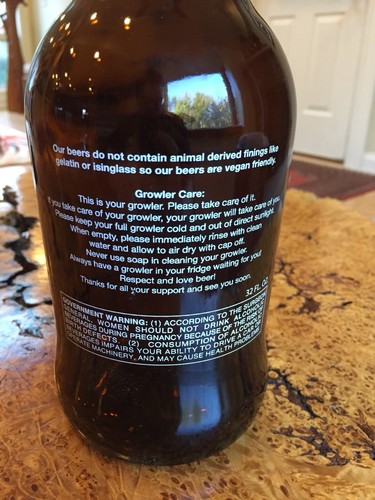 Our beers do not contain animal derived finings like
gelatin or isinglass so our beers are vegan friendly.
Growler Care:
This is your growler. Please take care of it.
If you take care of your growler, your growler will take care of you.
Please keep your full growler cold and out of direct sunlight.
When empty, please immediately rinse with clean
water and allow to air dry with cap off.
Never use soap in cleaning your growler.
Always have a growler in your fridge waiting for you!
Respect and love beer!
Thanks for all your support and see you soon.
32 FL OZ
GOVERNMENT WARNING: (1) ACCORDING TO THE SURGEON
GENERAL, WOMEN SHOULD NOT DRINK ALCOHOLIC
BEVERAGES DURING PREGNANCY BECAUSE OF THE RISK OF
BIRTH DEFECTS. (2) CONSUMPTION OF ALCOHOLIC
BEVERAGES IMPAIRS YOUR ABILITY TO DRIVE A CAR OR
OPERATE MACHINERY, AND MAY CAUSE HEALTH PROBLEMS